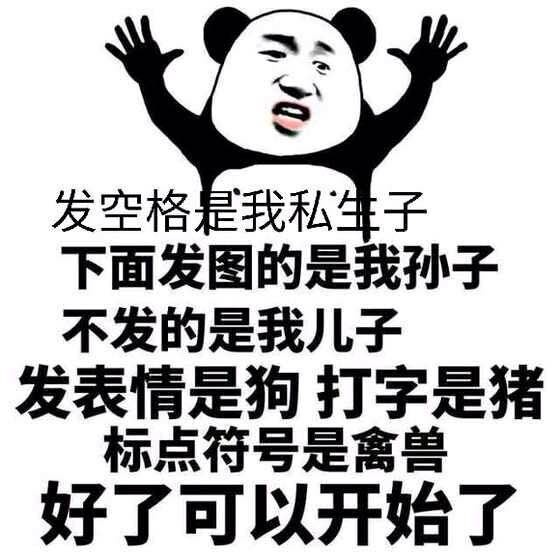 发空格是我私生子
下面发图的是我孙子
不发的是我儿子
发表情是狗 打字是猪
标点符号是禽兽
好了可以开始了